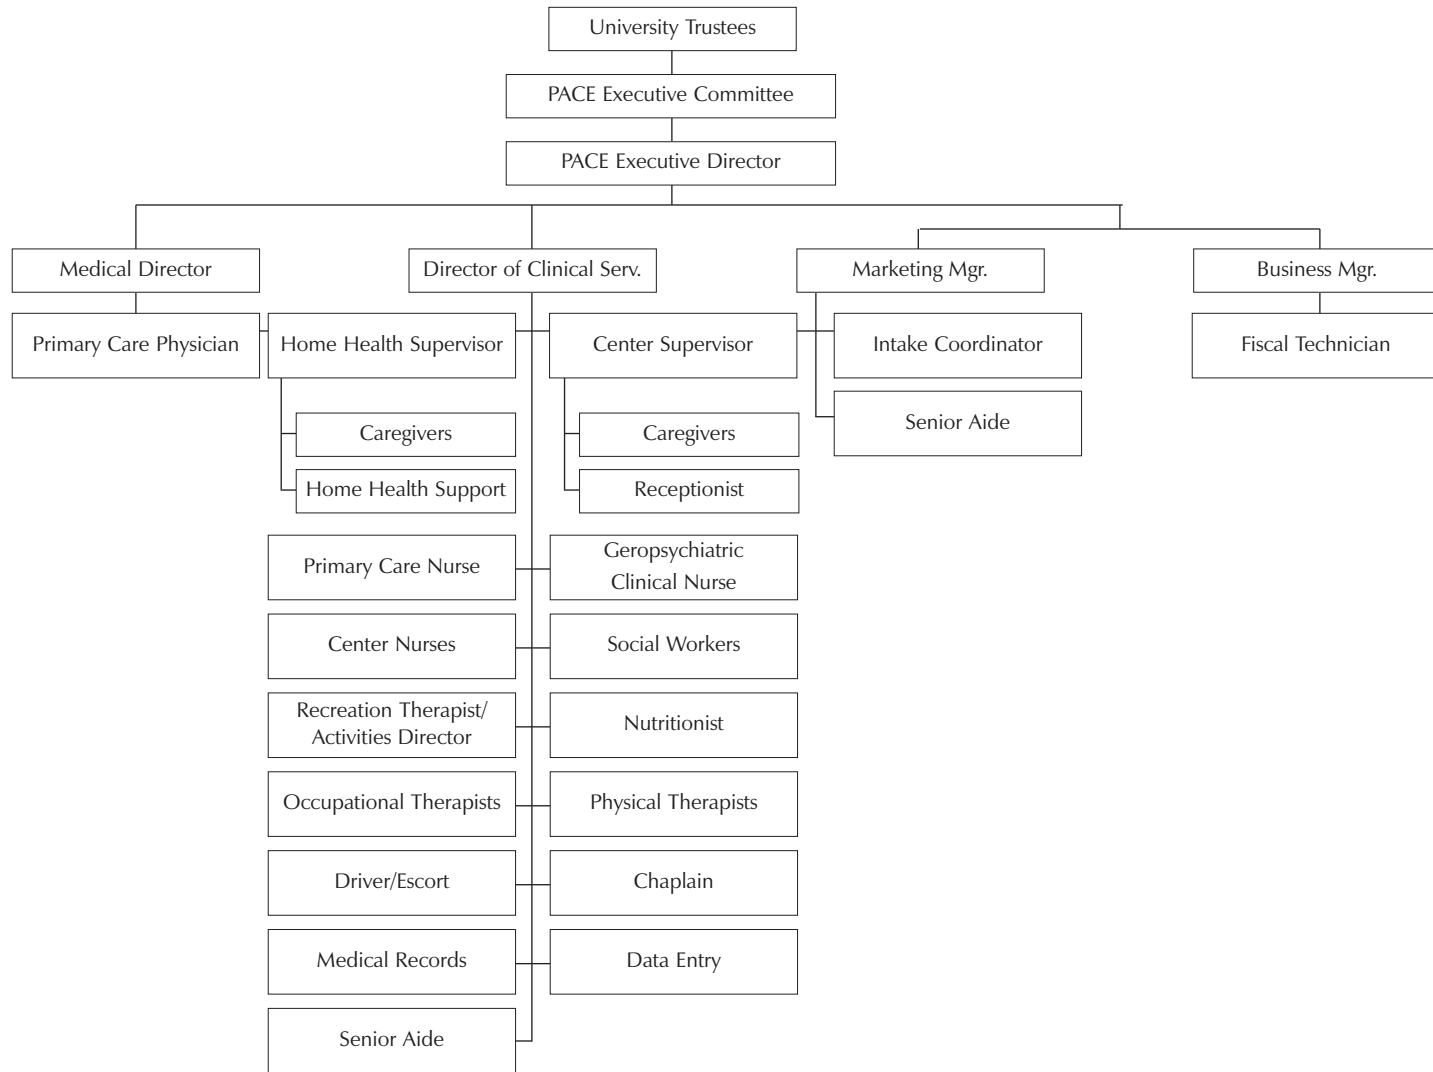 University Trustees
PACE Executive Committee
PACE Executive Director
Medical Director
Director of Clinical Serv.
Marketing Mgr.
Business Mgr.
Primary Care Physician
Home Health Supervisor
Center Supervisor
Intake Coordinator
Fiscal Technician
Caregivers
Caregivers
Senior Aide
Home Health Support
Receptionist
Primary Care Nurse
Geropsychiatric
Clinical Nurse
Center Nurses
Social Workers
Recreation Therapist/
Activities Director
Nutritionist
Occupational Therapists
Physical Therapists
Driver/Escort
Chaplain
Medical Records
Data Entry
Senior Aide